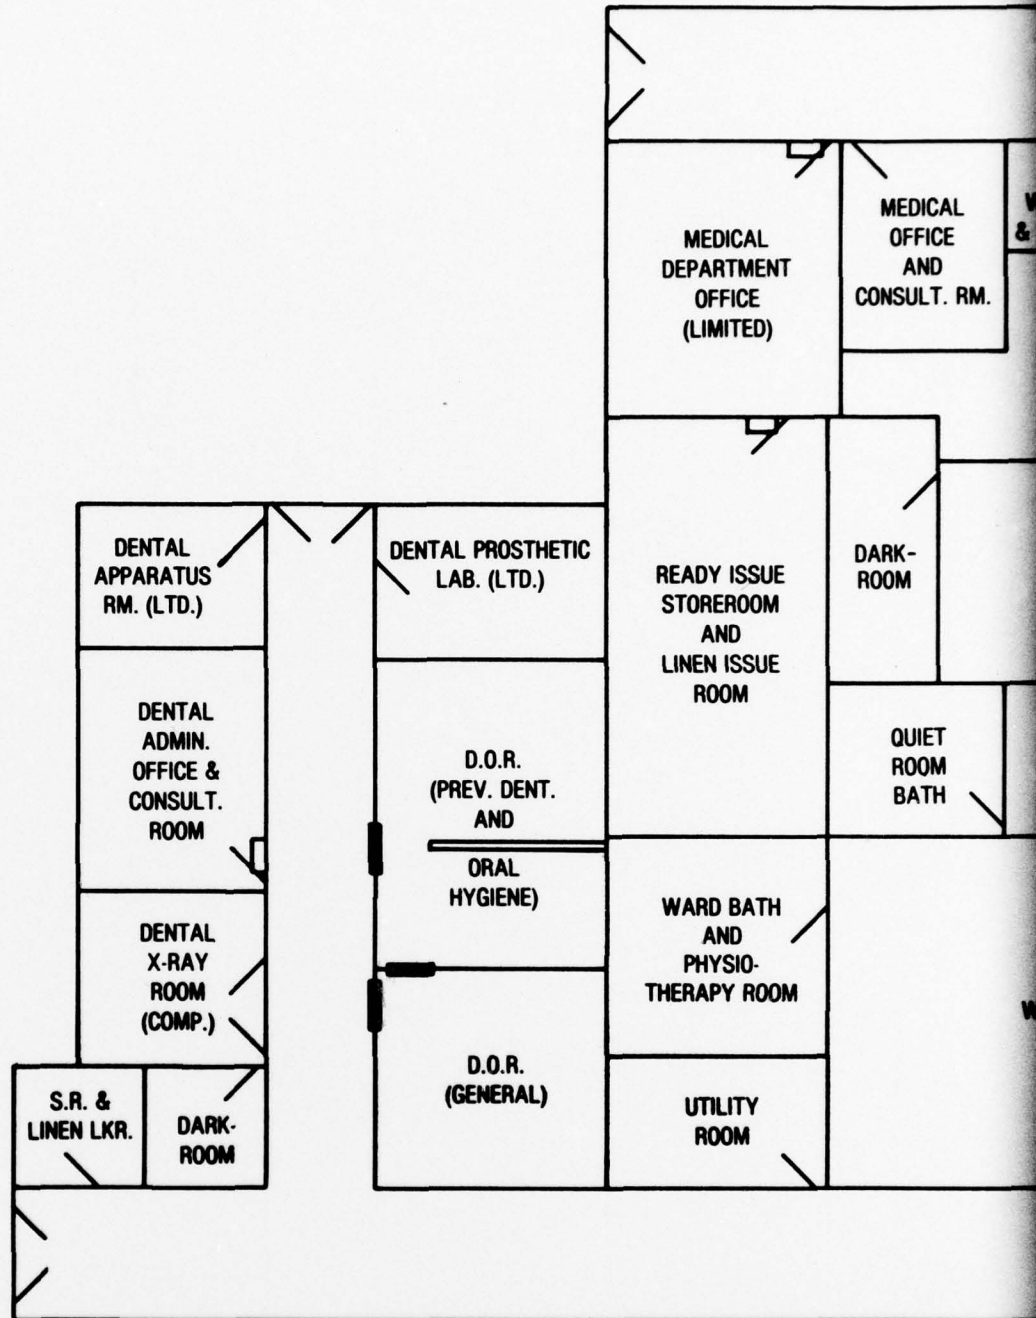 MEDICAL
DEPARTMENT
OFFICE
(LIMITED)
MEDICAL
OFFICE
AND
CONSULT. RM.
&
DENTAL
APPARATUS
RM. (LTD.)
DENTAL PROSTHETIC
LAB. (LTD.)
READY ISSUE
STOREROOM
AND
LINEN ISSUE
ROOM
DARK-
ROOM
DENTAL
ADMIN.
OFFICE &
CONSULT.
ROOM
D.O.R.
(PREV. DENT.
AND
ORAL
HYGIENE)
QUIET
ROOM
BATH
DENTAL
X-RAY
ROOM
(COMP.)
WARD BATH
AND
PHYSIO-
THERAPY ROOM
S.R. &
LINEN LKR.
DARK-
ROOM
D.O.R.
(GENERAL)
UTILITY
ROOM